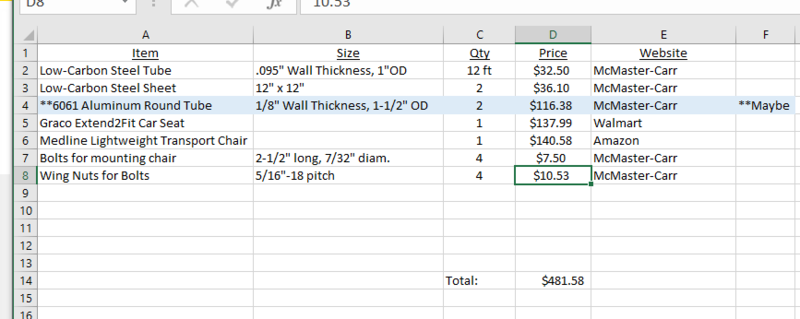 D8 10.53
A B C D E F
1 Item Size Qty Price Website
2 Low-Carbon Steel Tube .095" Wall Thickness, 1"OD 12 ft $32.50 McMaster-Carr
3 Low-Carbon Steel Sheet 12" x 12" 2 $36.10 McMaster-Carr
4 **6061 Aluminum Round Tube 1/8" Wall Thickness, 1-1/2" OD 2 $116.38 McMaster-Carr **Maybe
5 Graco Extend2Fit Car Seat 1 $137.99 Walmart
6 Medline Lightweight Transport Chair 1 $140.58 Amazon
7 Bolts for mounting chair 2-1/2" long, 7/32" diam. 4 $7.50 McMaster-Carr
8 Wing Nuts for Bolts 5/16"-18 pitch 4 $10.53 McMaster-Carr
9
10
11
12
13
14 Total: $481.58
15
16